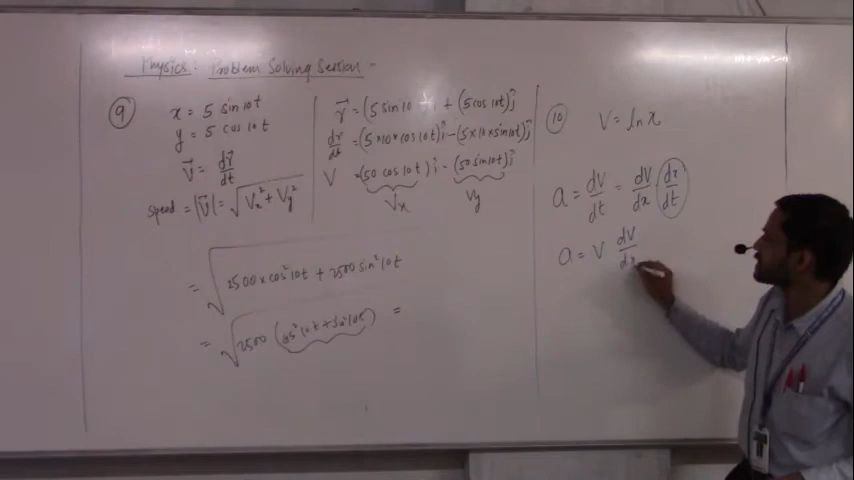 Physics - Problem Solving Session -
9
x = 5 sin 10t
y = 5 cos 10t
V⃗ = dr⃗/dt
speed = |V⃗| = √(Vx² + Vy²)
r⃗ = (5 sin 10t)î + (5 cos 10t)ĵ
dr/dt = (5×10×cos 10t)î - (5×10×sin 10t)ĵ
V = (50 cos 10t)î - (50 sin 10t)ĵ
Vx Vy
= √(2500 × cos² 10t + 2500 sin² 10t)
= √(2500 (cos² 10t + sin² 10t)) =
10
V = ln x
a = dV/dt = dV/dx · dx/dt
a = V dV/dx